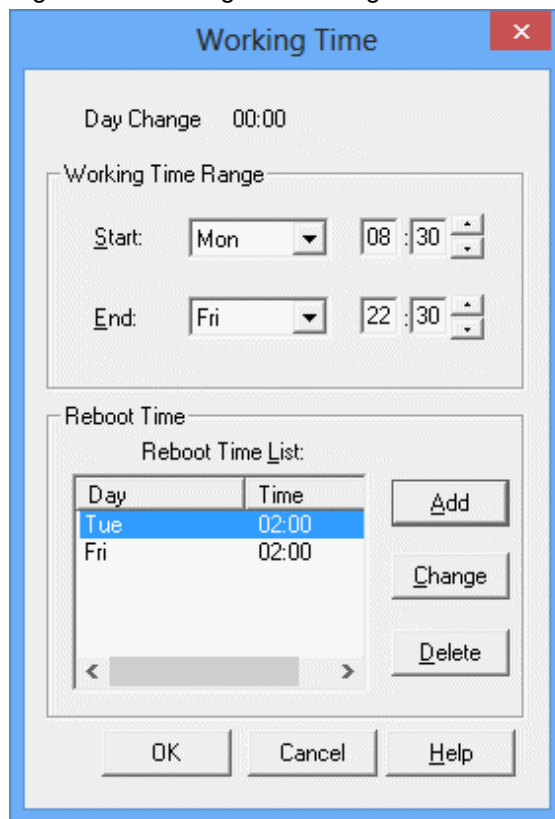 Working Time
Day Change 00:00
Working Time Range
Start: Mon 08 : 30
End: Fri 22 : 30
Reboot Time
Reboot Time List:
Day Time
Tue 02:00
Fri 02:00
Add
Change
Delete
OK Cancel Help